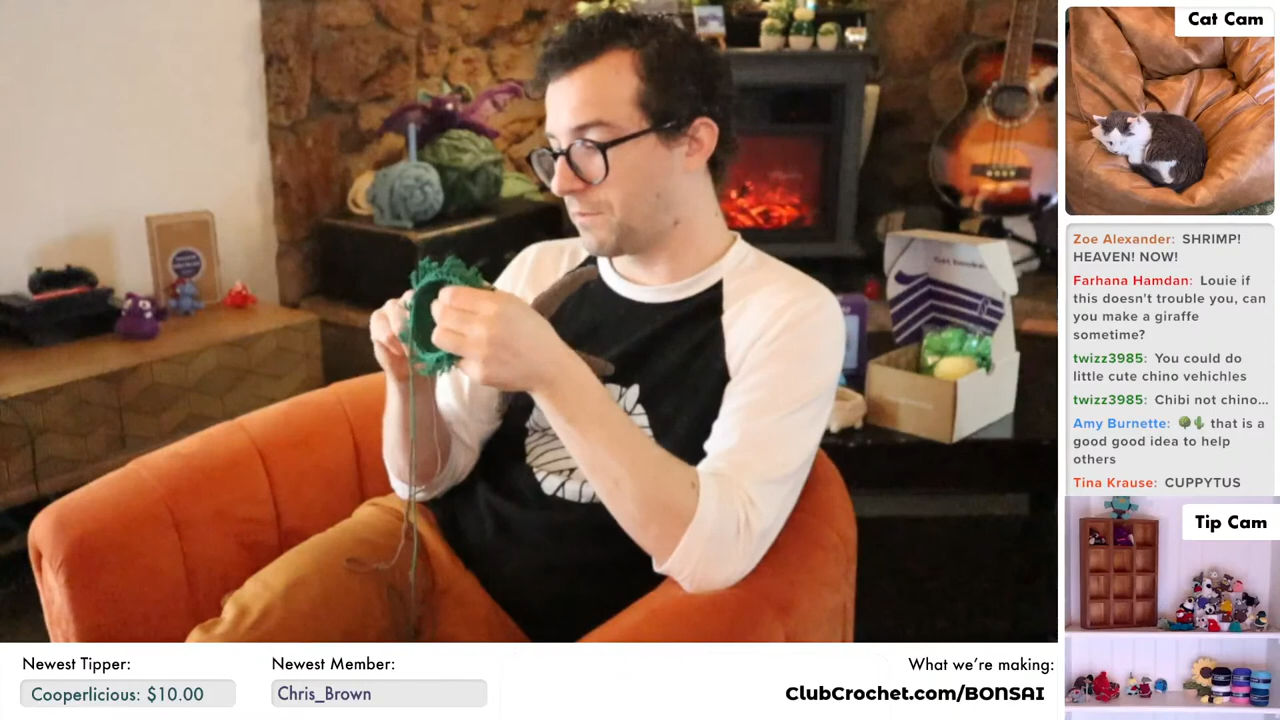 Cat Cam
Zoe Alexander: SHRIMP!
HEAVEN! NOW!
Farhana Hamdan: Louie if
this doesn't trouble you, can
you make a giraffe
sometime?
twizz3985: You could do
little cute chino vehichles
twizz3985: Chibi not chino...
Amy Burnette: 🌳🌵 that is a
good good idea to help
others
Tina Krause: CUPPYTUS
Tip Cam
Newest Tipper:
Cooperlicious: $10.00
Newest Member:
Chris_Brown
What we're making:
ClubCrochet.com/BONSAI